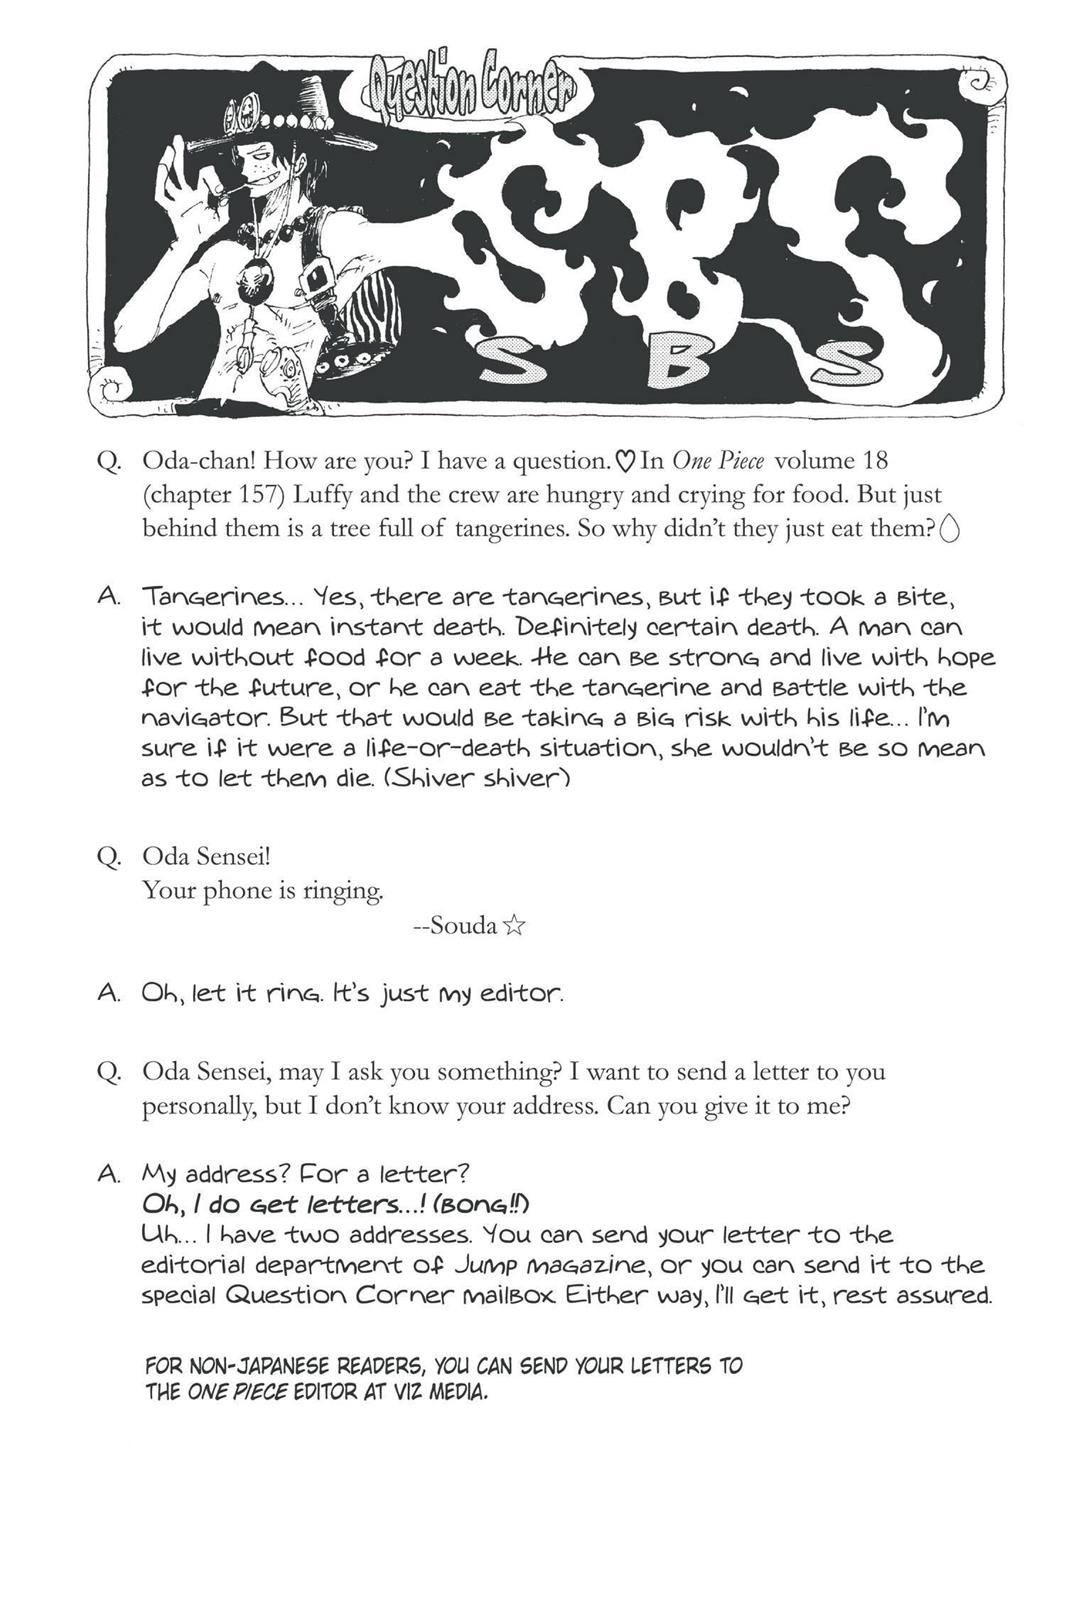 Question Corner
SBS
S B S
Q. Oda-chan! How are you? I have a question.♡In One Piece volume 18
(chapter 157) Luffy and the crew are hungry and crying for food. But just
behind them is a tree full of tangerines. So why didn't they just eat them?
A. Tangerines... Yes, there are tangerines, but if they took a bite,
it would mean instant death. Definitely certain death. A man can
live without food for a week. He can be strong and live with hope
for the future, or he can eat the tangerine and battle with the
navigator. But that would be taking a big risk with his life... I'm
sure if it were a life-or-death situation, she wouldn't be so mean
as to let them die. (Shiver shiver)
Q. Oda Sensei!
Your phone is ringing.
--Souda☆
A. Oh, let it ring. It's just my editor.
Q. Oda Sensei, may I ask you something? I want to send a letter to you
personally, but I don't know your address. Can you give it to me?
A. My address? For a letter?
Oh, I do get letters...! (Bong!!)
Uh... I have two addresses. You can send your letter to the
editorial department of Jump magazine, or you can send it to the
special Question Corner mailbox. Either way, I'll get it, rest assured.
FOR NON-JAPANESE READERS, YOU CAN SEND YOUR LETTERS TO
THE ONE PIECE EDITOR AT VIZ MEDIA.